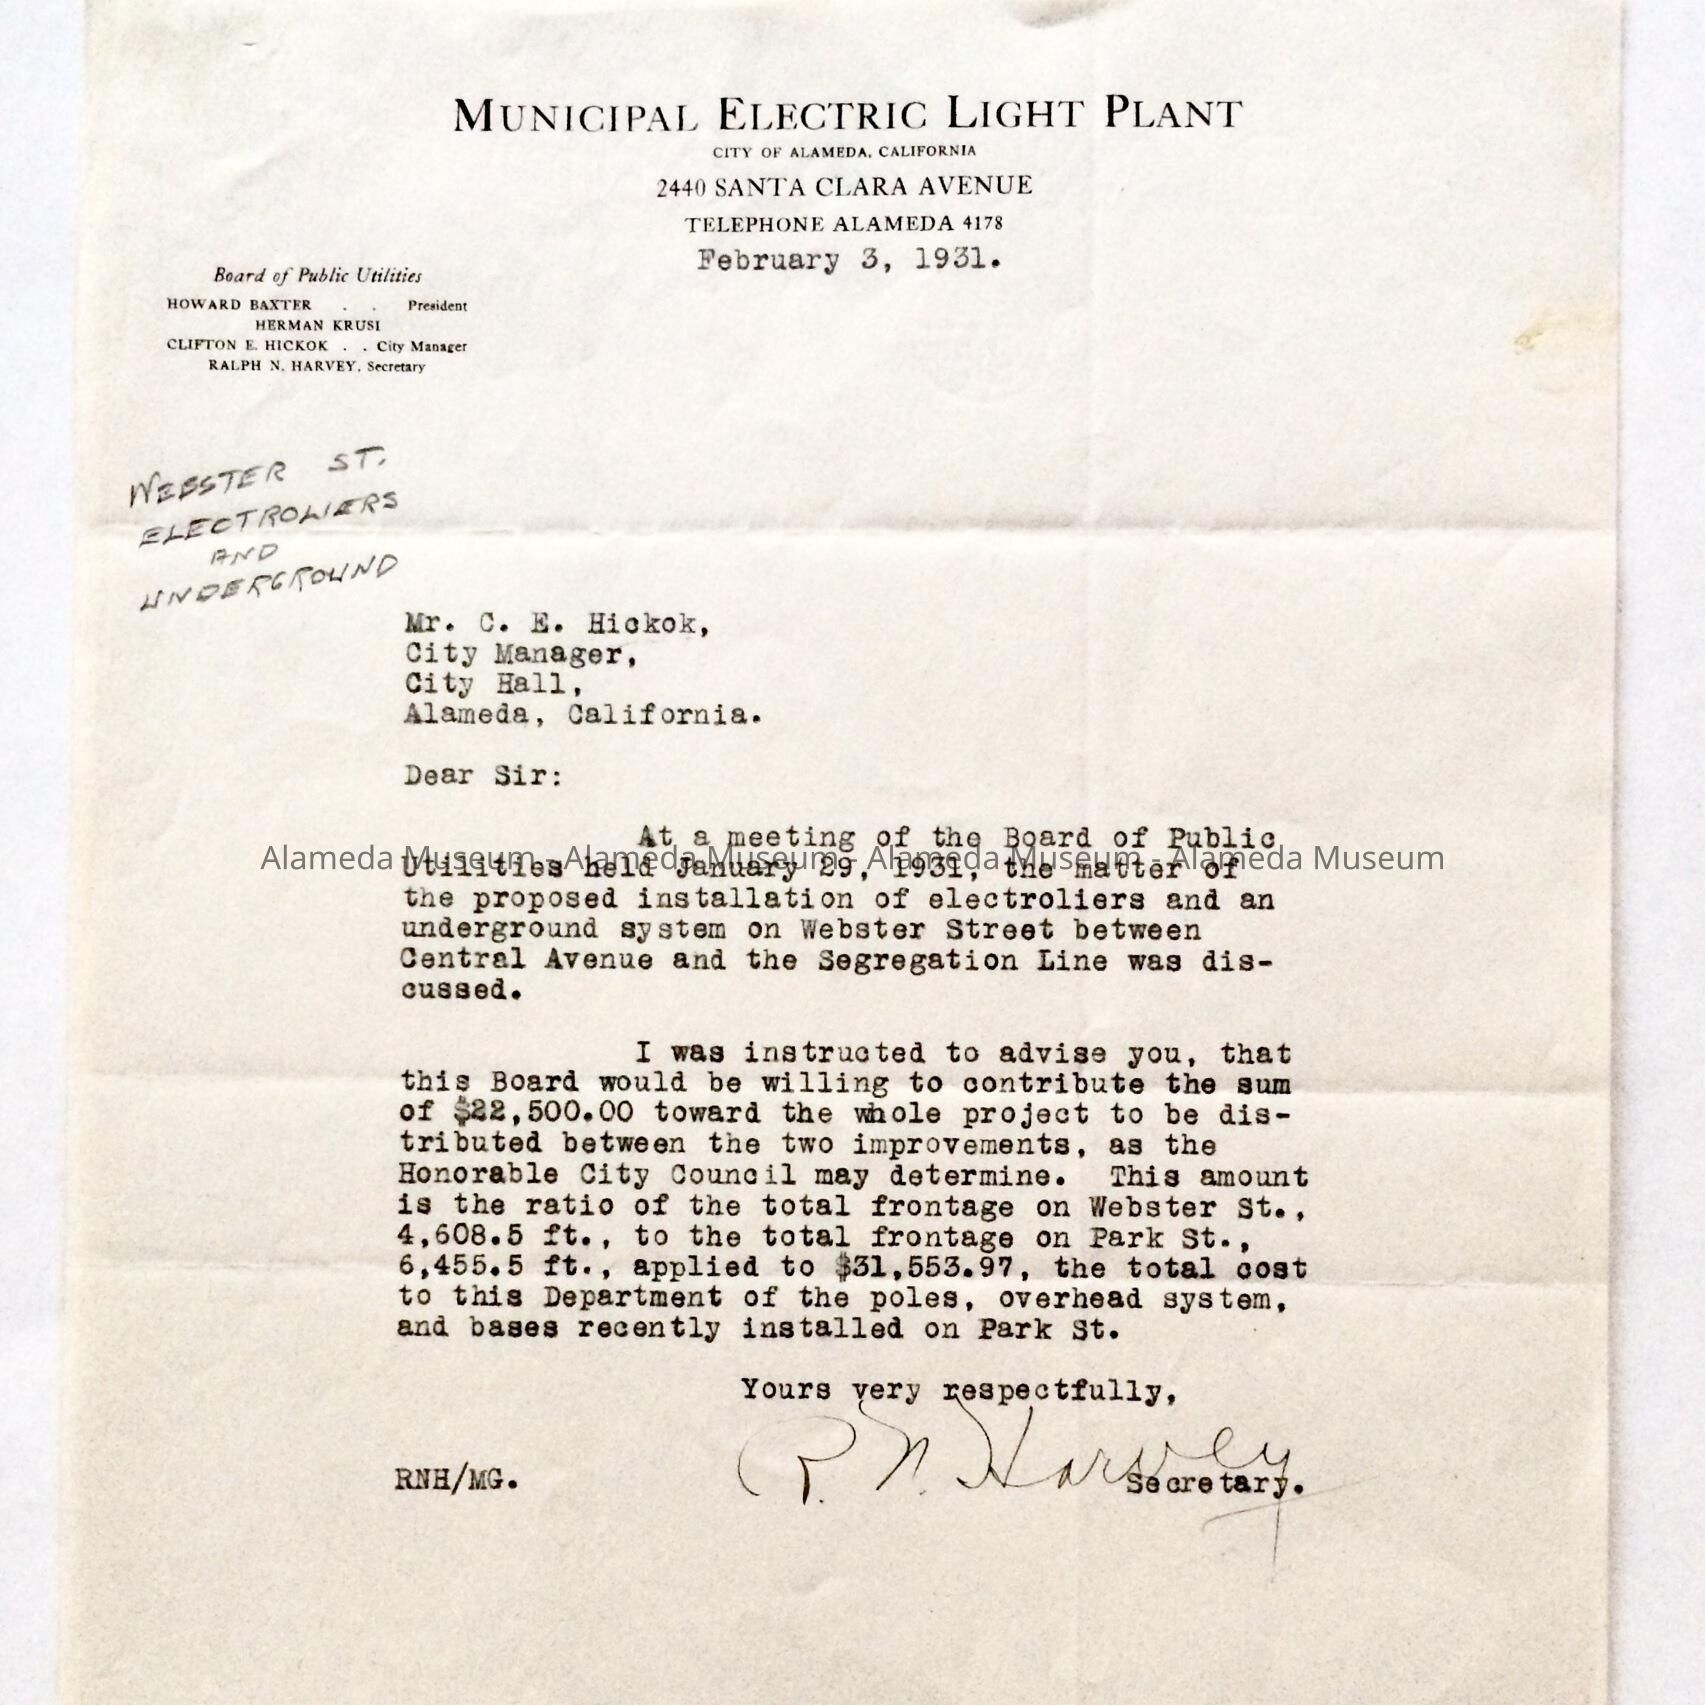 MUNICIPAL ELECTRIC LIGHT PLANT
CITY OF ALAMEDA, CALIFORNIA
2440 SANTA CLARA AVENUE
TELEPHONE ALAMEDA 4178
February 3, 1931.
Board of Public Utilities
HOWARD BAXTER . . President
HERMAN KRUSI
CLIFTON E. HICKOK . . City Manager
RALPH N. HARVEY, Secretary
WEBSTER ST.
ELECTROLIERS
AND
UNDERGROUND
Mr. C. E. Hickok,
City Manager,
City Hall,
Alameda, California.
Dear Sir:
At a meeting of the Board of Public
Alameda Museum - Alameda Museum - Alameda Museum - Alameda Museum
Utilities held January 29, 1931, the matter of
the proposed installation of electroliers and an
underground system on Webster Street between
Central Avenue and the Segregation Line was dis-
cussed.
I was instructed to advise you, that
this Board would be willing to contribute the sum
of $22,500.00 toward the whole project to be dis-
tributed between the two improvements, as the
Honorable City Council may determine. This amount
is the ratio of the total frontage on Webster St.,
4,608.5 ft., to the total frontage on Park St.,
6,455.5 ft., applied to $31,553.97, the total cost
to this Department of the poles, overhead system,
and bases recently installed on Park St.
Yours very respectfully,
R. N. Harvey
RNH/MG. Secretary.